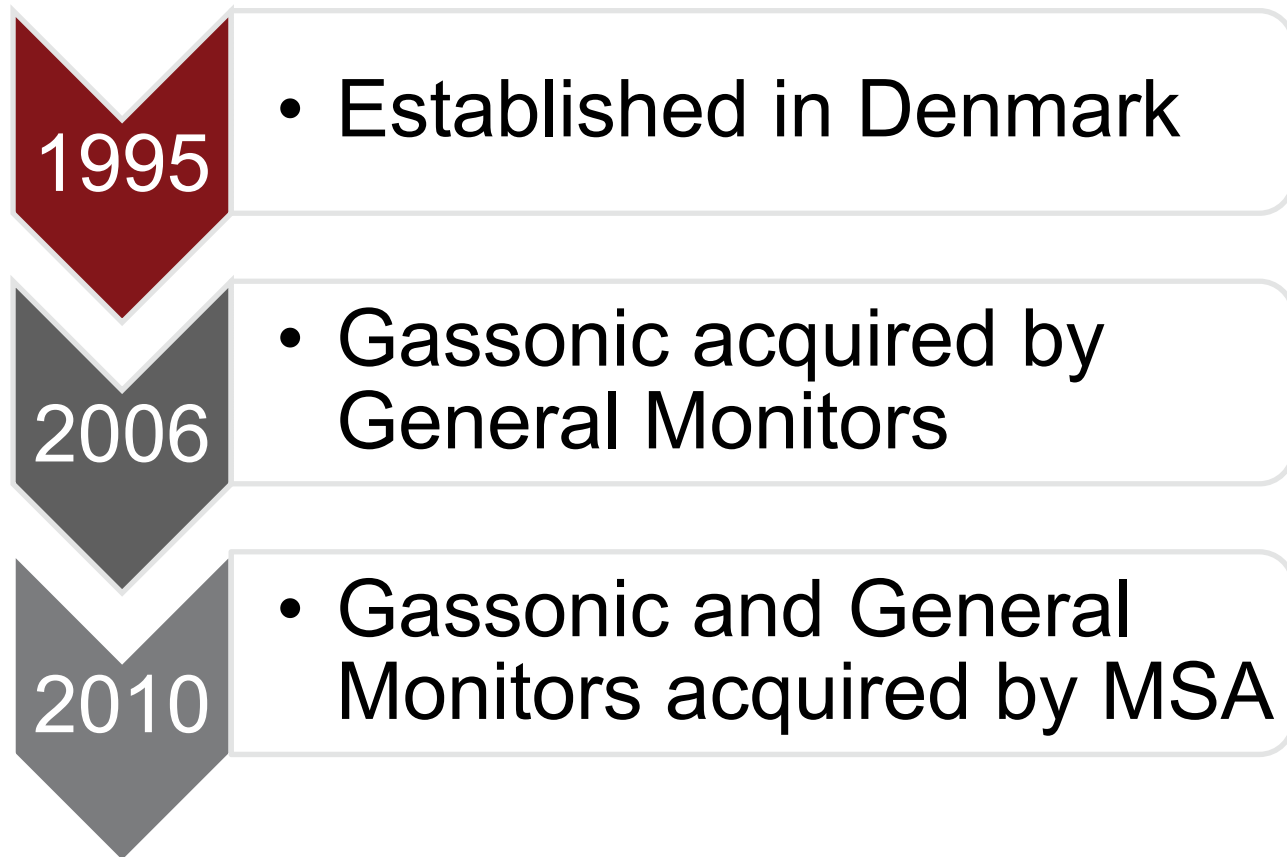 1995
• Established in Denmark
2006
• Gassonic acquired by
General Monitors
2010
• Gassonic and General
Monitors acquired by MSA